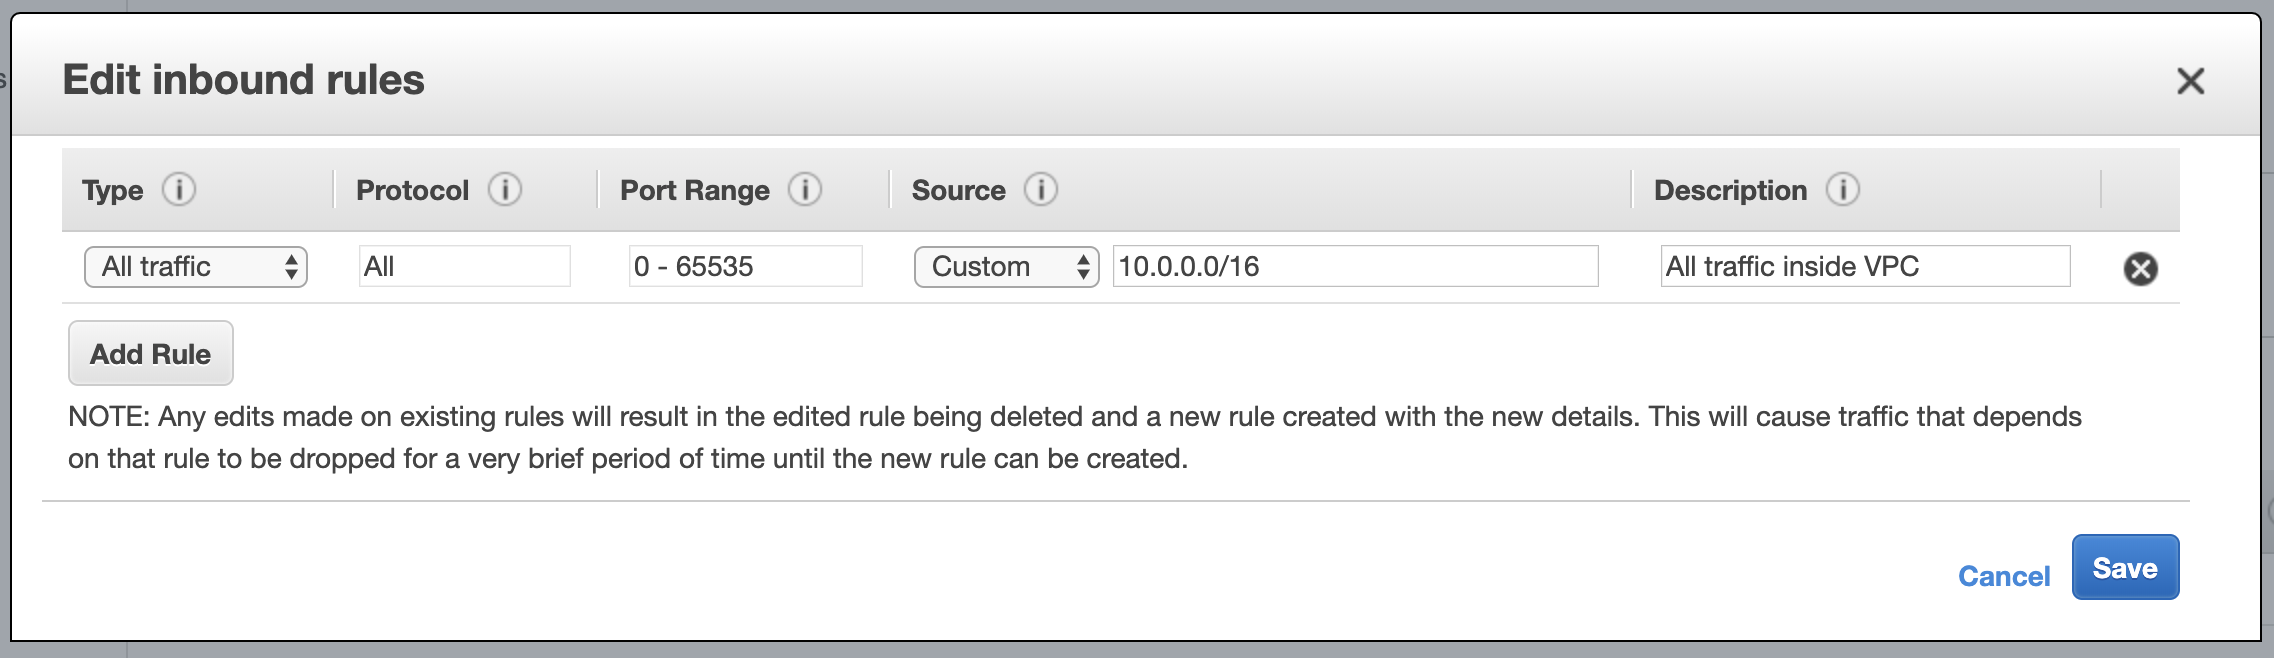 Edit inbound rules
Type Protocol Port Range Source Description
All traffic All 0 - 65535 Custom 10.0.0.0/16 All traffic inside VPC
Add Rule
NOTE: Any edits made on existing rules will result in the edited rule being deleted and a new rule created with the new details. This will cause traffic that depends
on that rule to be dropped for a very brief period of time until the new rule can be created.
Cancel Save